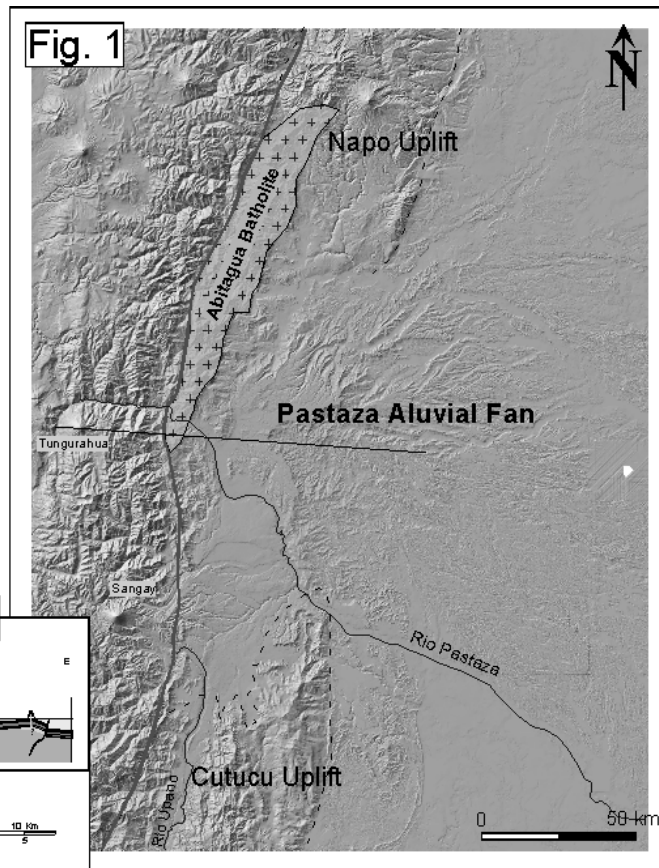 Fig. 1
N
Napo Uplift
Abitagua Batholite
Pastaza Aluvial Fan
Tungurahua
Sangay
Rio Pastaza
E
Cutucu Uplift
Rio Upano
0 50 km
10 Km
S